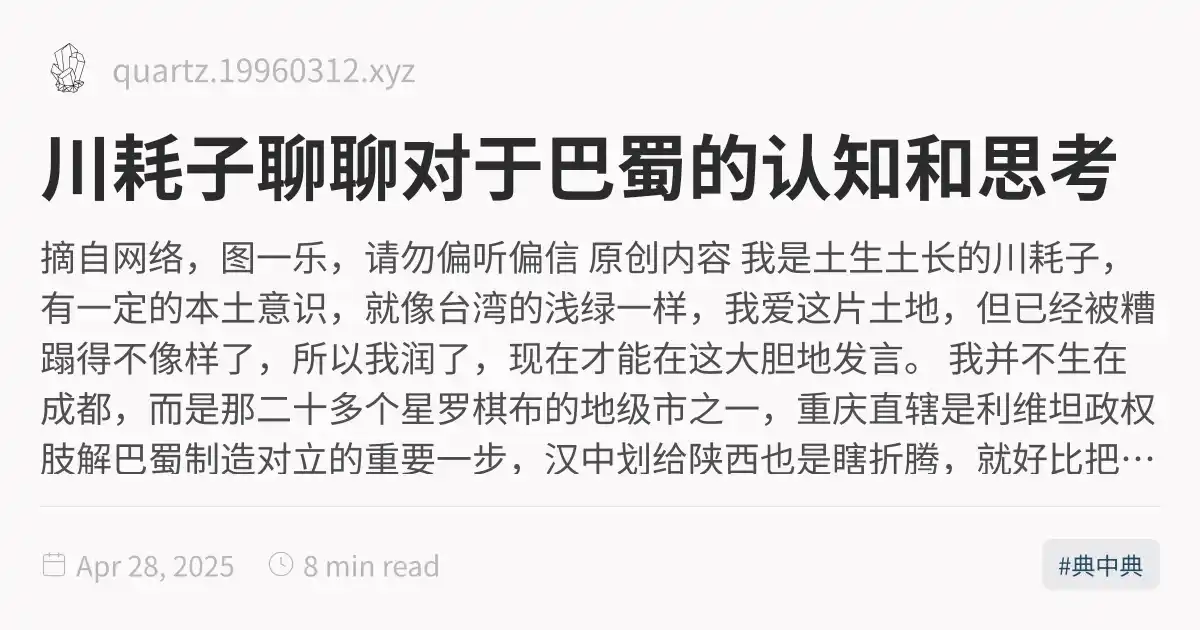 quartz.19960312.xyz
川耗子聊聊对于巴蜀的认知和思考
摘自网络，图一乐，请勿偏听偏信 原创内容 我是土生土长的川耗子，
有一定的本土意识，就像台湾的浅绿一样，我爱这片土地，但已经被糟
蹋得不像样了，所以我润了，现在才能在这大胆地发言。 我并不生在
成都，而是那二十多个星罗棋布的地级市之一，重庆直辖是利维坦政权
肢解巴蜀制造对立的重要一步，汉中划给陕西也是瞎折腾，就好比把…
Apr 28, 2025 8 min read
#典中典